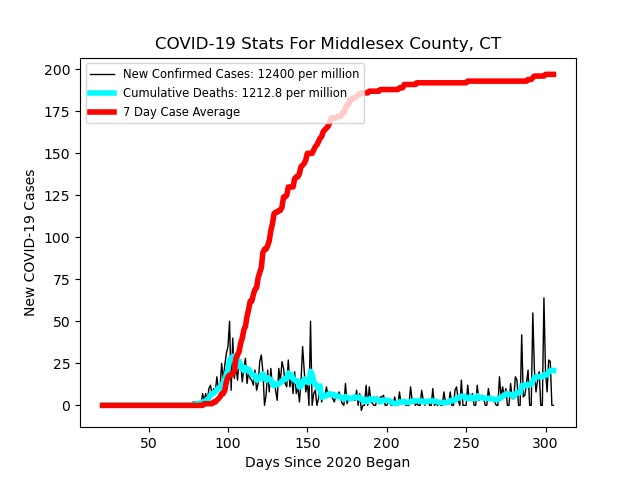 COVID-19 Stats For Middlesex County, CT
New Confirmed Cases: 12400 per million
Cumulative Deaths: 1212.8 per million
7 Day Case Average
200
175
150
125
100
75
50
25
0
New COVID-19 Cases
50 100 150 200 250 300
Days Since 2020 Began